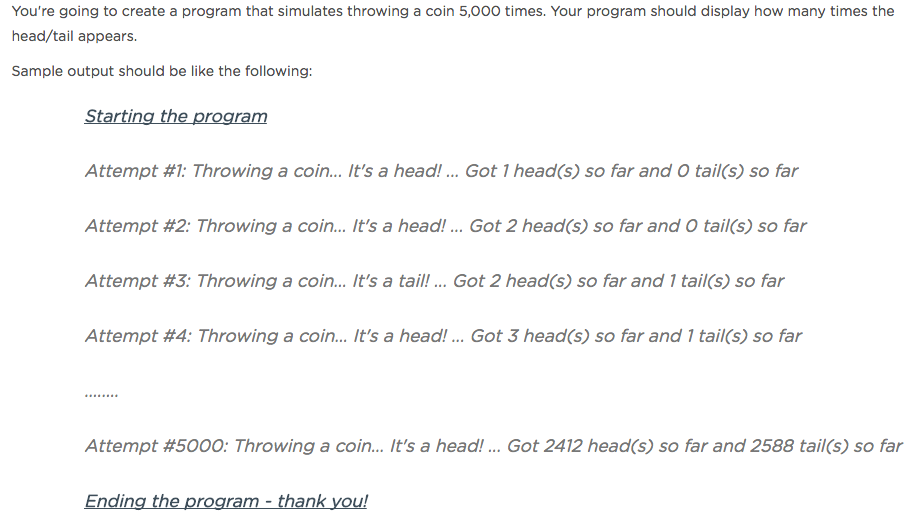 You're going to create a program that simulates throwing a coin 5,000 times. Your program should display how many times the
head/tail appears.
Sample output should be like the following:
Starting the program
Attempt #1: Throwing a coin... It's a head! ... Got 1 head(s) so far and 0 tail(s) so far
Attempt #2: Throwing a coin... It's a head! ... Got 2 head(s) so far and 0 tail(s) so far
Attempt #3: Throwing a coin... It's a tail! ... Got 2 head(s) so far and 1 tail(s) so far
Attempt #4: Throwing a coin... It's a head! ... Got 3 head(s) so far and 1 tail(s) so far
........
Attempt #5000: Throwing a coin... It's a head! ... Got 2412 head(s) so far and 2588 tail(s) so far
Ending the program - thank you!